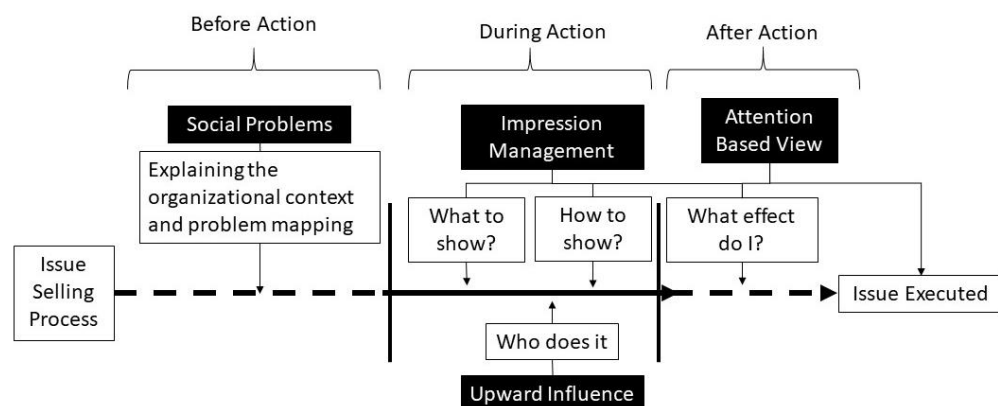 Before Action
During Action
After Action
Social Problems
Impression
Management
Attention
Based View
Explaining the
organizational context
and problem mapping
What to
show?
How to
show?
What effect
do I?
Issue
Selling
Process
Issue Executed
Who does it
Upward Influence